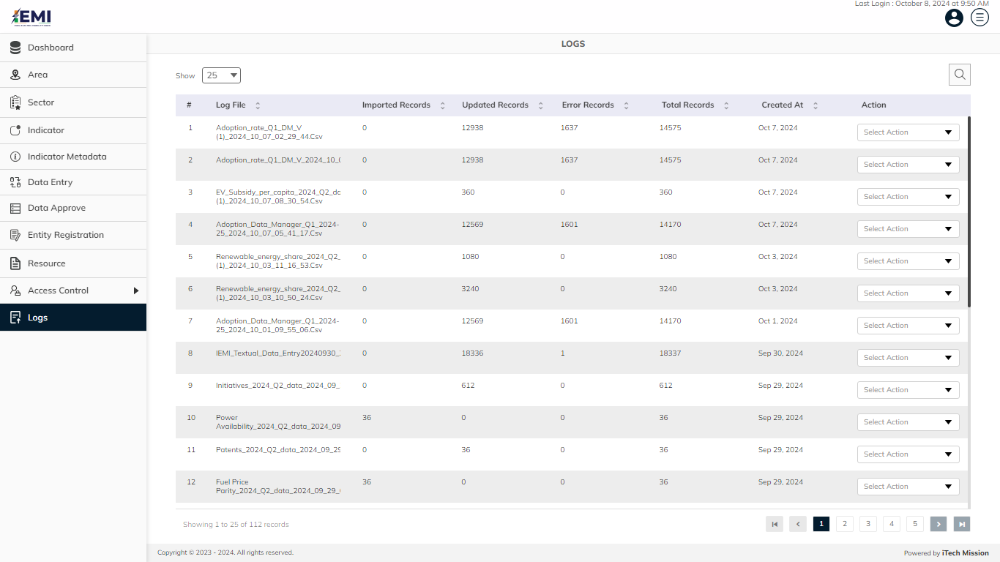 Last Login : October 8, 2024 at 9:50 AM
IEMI
Dashboard
Area
Sector
Indicator
Indicator Metadata
Data Entry
Data Approve
Entity Registration
Resource
Access Control
Logs
LOGS
Show 25
# Log File Imported Records Updated Records Error Records Total Records Created At Action
1 Adoption_rate_Q1_DM_V 0 12938 1637 14575 Oct 7, 2024 Select Action
(1)_2024_10_07_02_29_44.Csv
2 Adoption_rate_Q1_DM_V_2024_10_ 0 12938 1637 14575 Oct 7, 2024 Select Action
3 EV_Subsidy_per_capita_2024_Q2_da 0 360 0 360 Oct 7, 2024 Select Action
(1)_2024_10_07_08_30_54.Csv
4 Adoption_Data_Manager_Q1_2024- 0 12569 1601 14170 Oct 7, 2024 Select Action
25_2024_10_07_05_41_17.Csv
5 Renewable_energy_share_2024_Q2_ 0 1080 0 1080 Oct 3, 2024 Select Action
(1)_2024_10_03_11_16_53.Csv
6 Renewable_energy_share_2024_Q2_ 0 3240 0 3240 Oct 3, 2024 Select Action
(1)_2024_10_03_10_50_24.Csv
7 Adoption_Data_Manager_Q1_2024- 0 12569 1601 14170 Oct 1, 2024 Select Action
25_2024_10_01_09_55_06.Csv
8 IEMI_Textual_Data_Entry20240930_ 0 18336 1 18337 Sep 30, 2024 Select Action
9 Initiatives_2024_Q2_data_2024_09_ 0 612 0 612 Sep 29, 2024 Select Action
10 Power 36 0 0 36 Sep 29, 2024 Select Action
Availability_2024_Q2_data_2024_09
11 Patents_2024_Q2_data_2024_09_29 0 36 0 36 Sep 29, 2024 Select Action
12 Fuel Price 36 0 0 36 Sep 29, 2024 Select Action
Parity_2024_Q2_data_2024_09_29_
Showing 1 to 25 of 112 records
1 2 3 4 5
Copyright © 2023 - 2024. All rights reserved.
Powered by iTech Mission